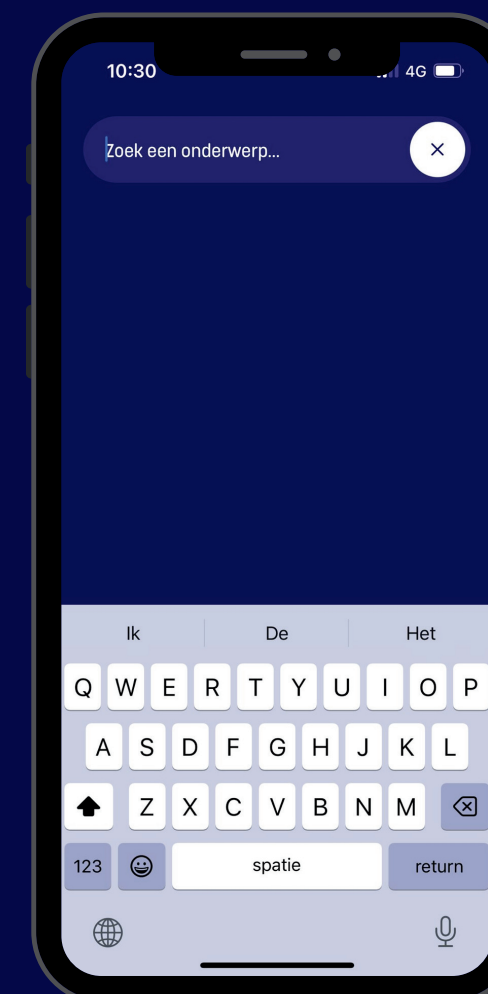 10:30 4G
Zoek een onderwerp...
Ik De Het
Q W E R T Y U I O P
A S D F G H J K L
Z X C V B N M
123 spatie return